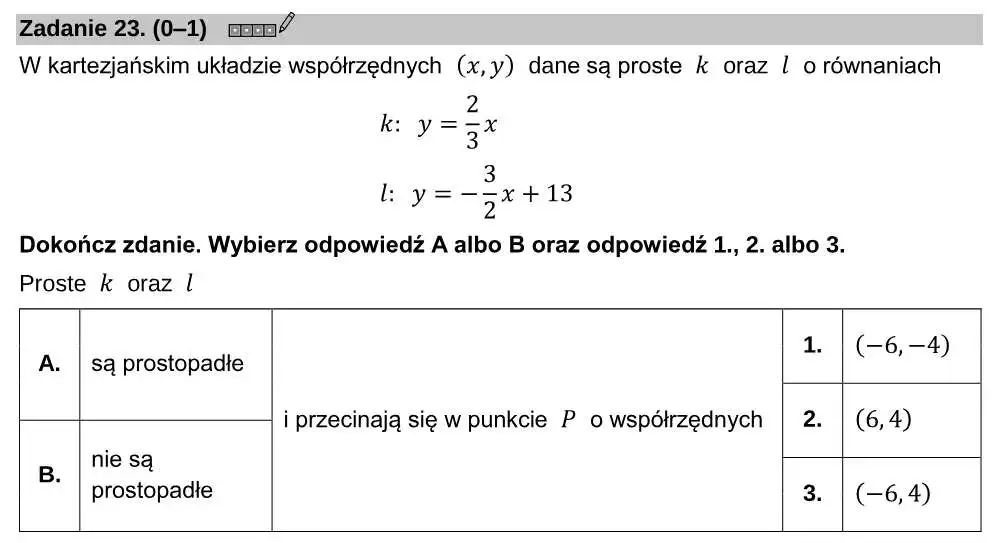 Zadanie 23. (0–1)
W kartezjańskim układzie współrzędnych (x, y) dane są proste k oraz l o równaniach
k: y = 2/3 x
l: y = −3/2 x + 13
Dokończ zdanie. Wybierz odpowiedź A albo B oraz odpowiedź 1., 2. albo 3.
Proste k oraz l
A. są prostopadłe
B. nie są
prostopadłe
i przecinają się w punkcie P o współrzędnych
1. (−6, −4)
2. (6, 4)
3. (−6, 4)